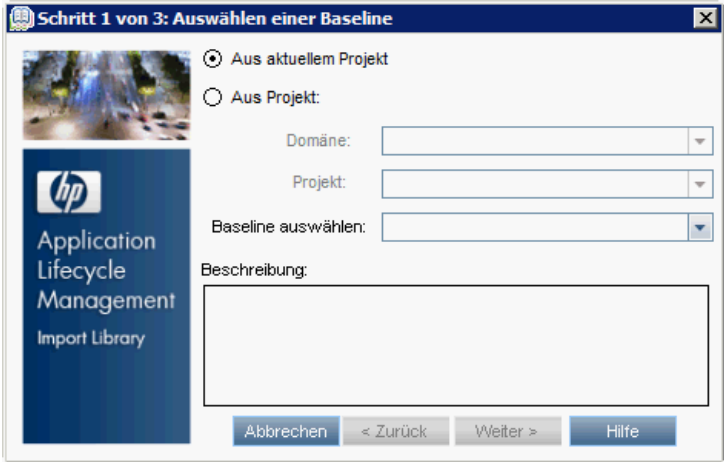 Schritt 1 von 3: Auswählen einer Baseline
Aus aktuellem Projekt
Aus Projekt:
Domäne:
Projekt:
Baseline auswählen:
Beschreibung:
hp
Application
Lifecycle
Management
Import Library
Abbrechen < Zurück Weiter > Hilfe